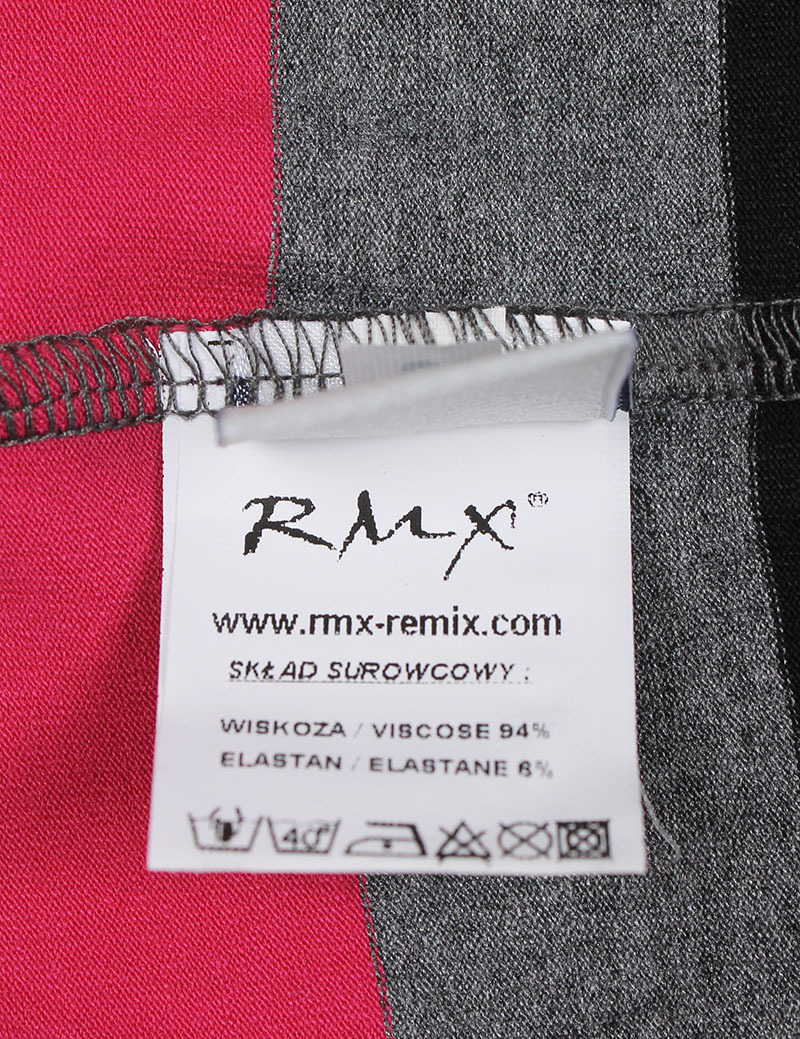 RMX®
www.rmx-remix.com
SKŁAD SUROWCOWY :
WISKOZA / VISCOSE 94%
ELASTAN / ELASTANE 6%
40°